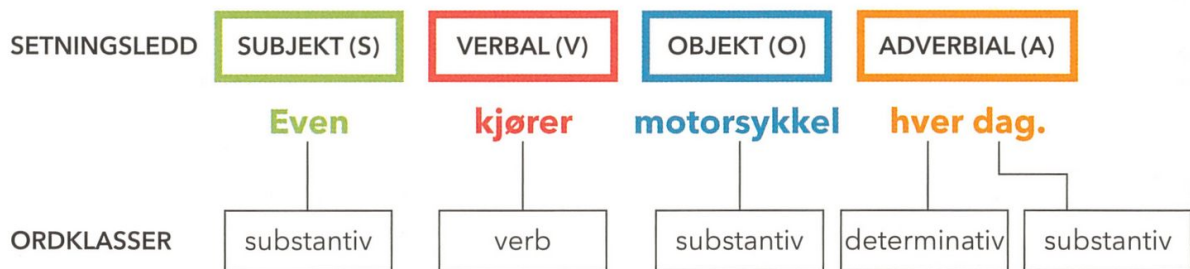 SETNINGSLEDD SUBJEKT (S) VERBAL (V) OBJEKT (O) ADVERBIAL (A)
Even kjører motorsykkel hver dag.
ORDKLASSER substantiv verb substantiv determinativ substantiv